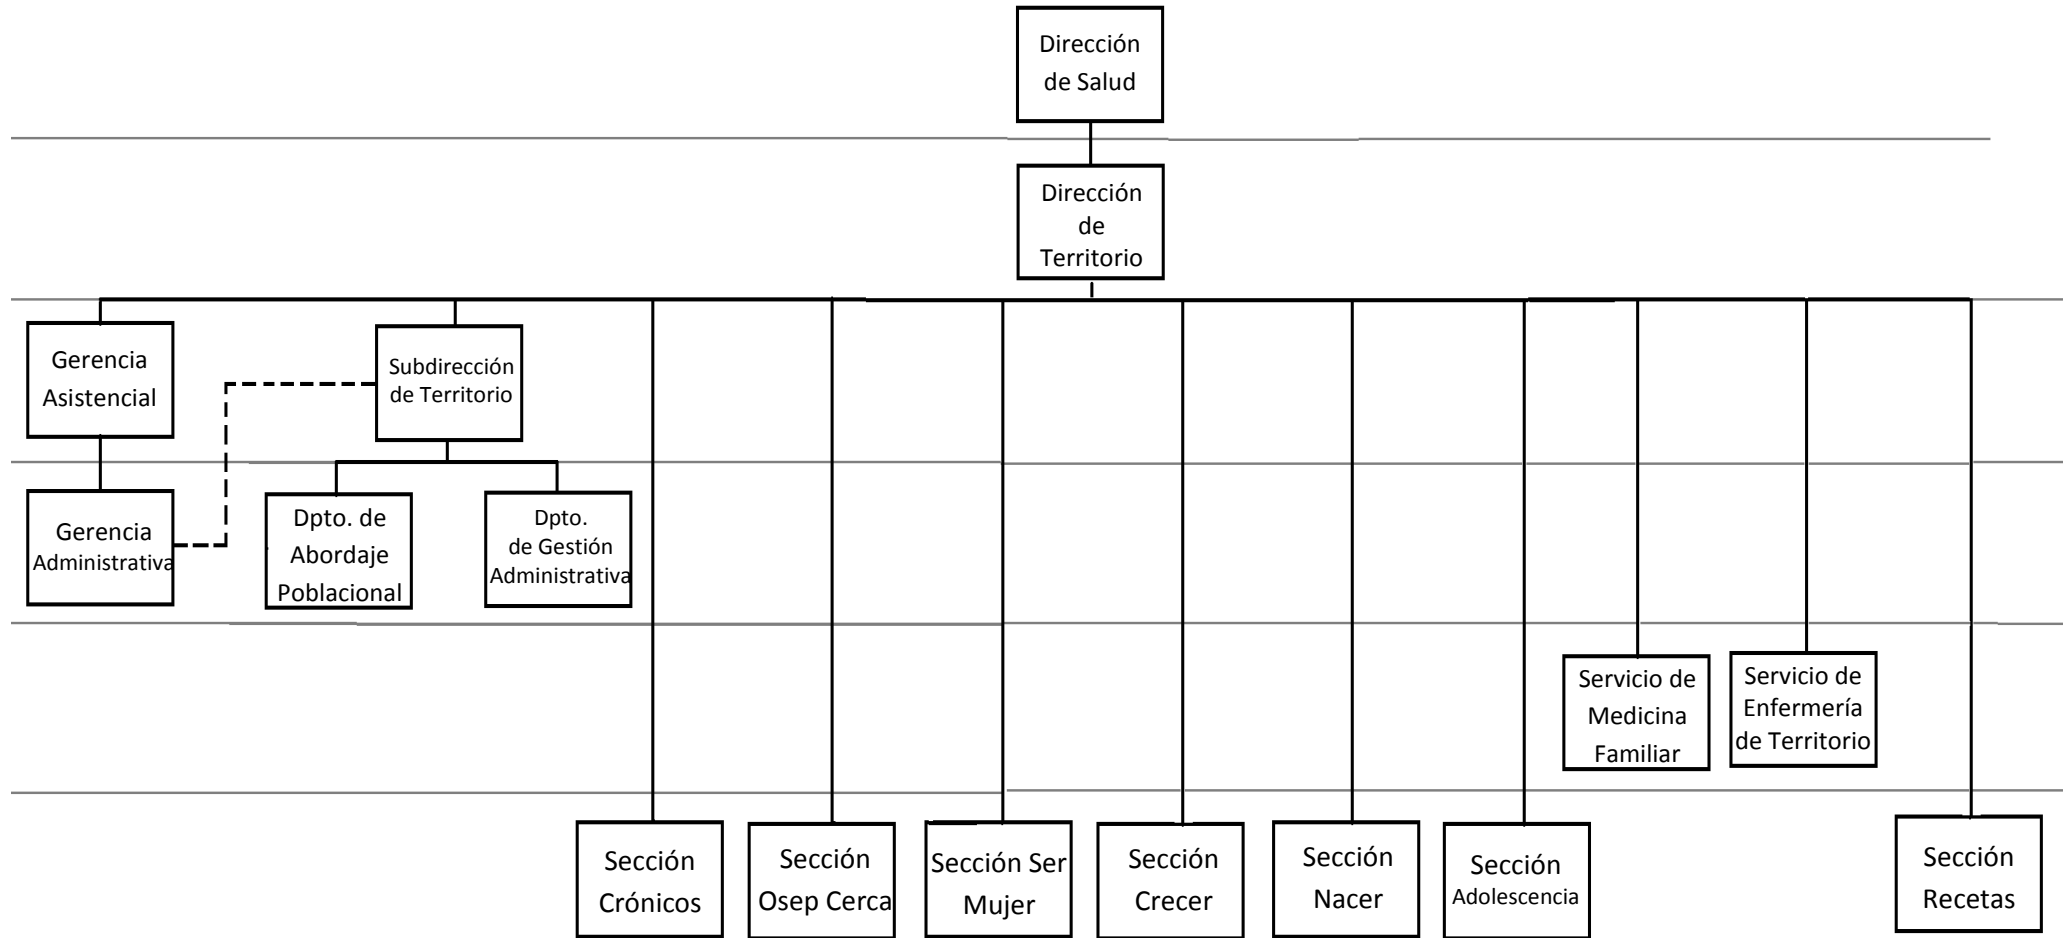 Dirección
de Salud
Dirección
de
Territorio
Gerencia
Asistencial
Subdirección
de Territorio
Gerencia
Administrativa
Dpto. de
Abordaje
Poblacional
Dpto.
de Gestión
Administrativa
Servicio de
Medicina
Familiar
Servicio de
Enfermería
de Territorio
Sección
Crónicos
Sección
Osep Cerca
Sección Ser
Mujer
Sección
Crecer
Sección
Nacer
Sección
Adolescencia
Sección
Recetas